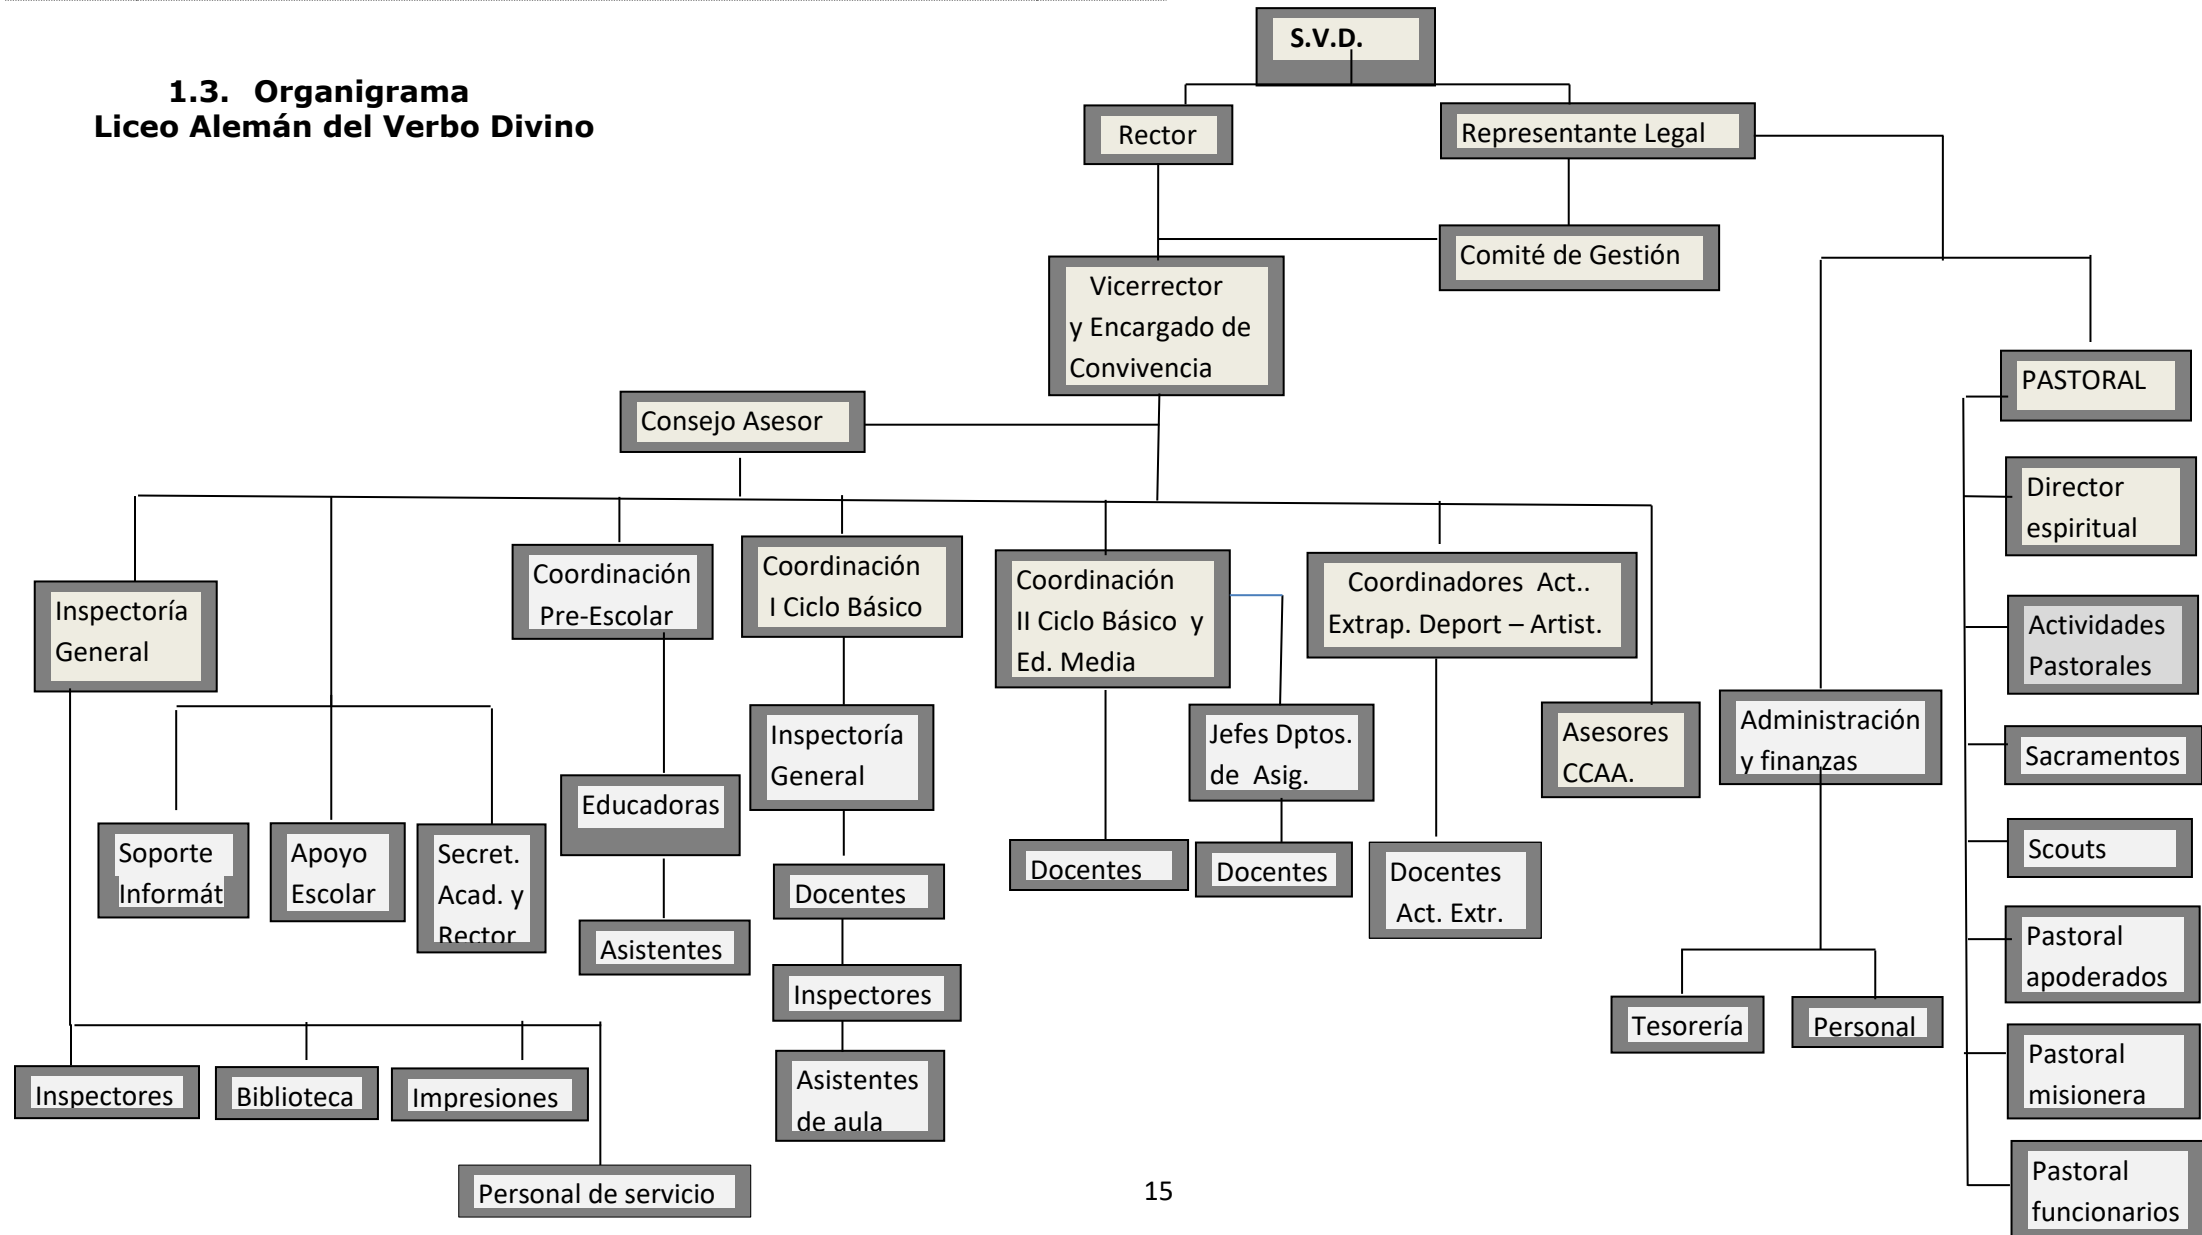 S.V.D.
1.3. Organigrama
Liceo Alemán del Verbo Divino
Rector
Representante Legal
Comité de Gestión
Vicerrector
y Encargado de
Convivencia
PASTORAL
Consejo Asesor
Director
espiritual
Coordinación
Pre-Escolar
Coordinación
I Ciclo Básico
Coordinación
II Ciclo Básico y
Ed. Media
Coordinadores Act..
Extrap. Deport – Artist.
Inspectoría
General
Actividades
Pastorales
Inspectoría
General
Jefes Dptos.
de Asig.
Asesores
CCAA.
Administración
y finanzas
Sacramentos
Educadoras
Soporte
Informát
Apoyo
Escolar
Secret.
Acad. y
Rector
Docentes
Docentes
Docentes
Docentes
Act. Extr.
Scouts
Asistentes
Pastoral
apoderados
Inspectores
Tesorería
Personal
Pastoral
misionera
Inspectores
Biblioteca
Impresiones
Asistentes
de aula
Personal de servicio
15
Pastoral
funcionarios